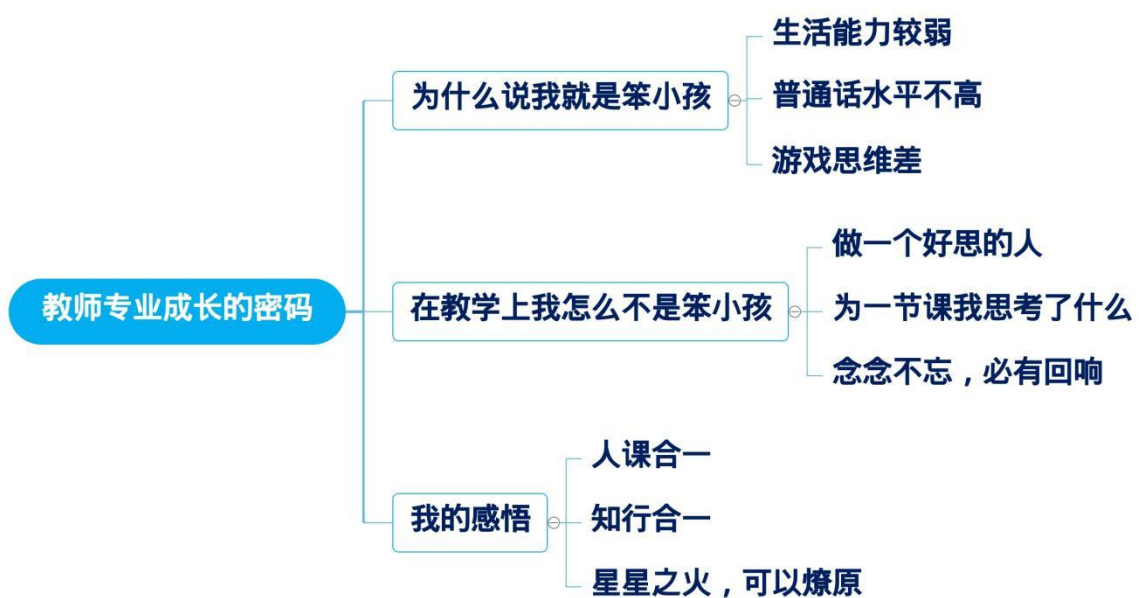 教师专业成长的密码
为什么说我就是笨小孩
生活能力较弱
普通话水平不高
游戏思维差
在教学上我怎么不是笨小孩
做一个好思的人
为一节课我思考了什么
念念不忘，必有回响
我的感悟
人课合一
知行合一
星星之火，可以燎原